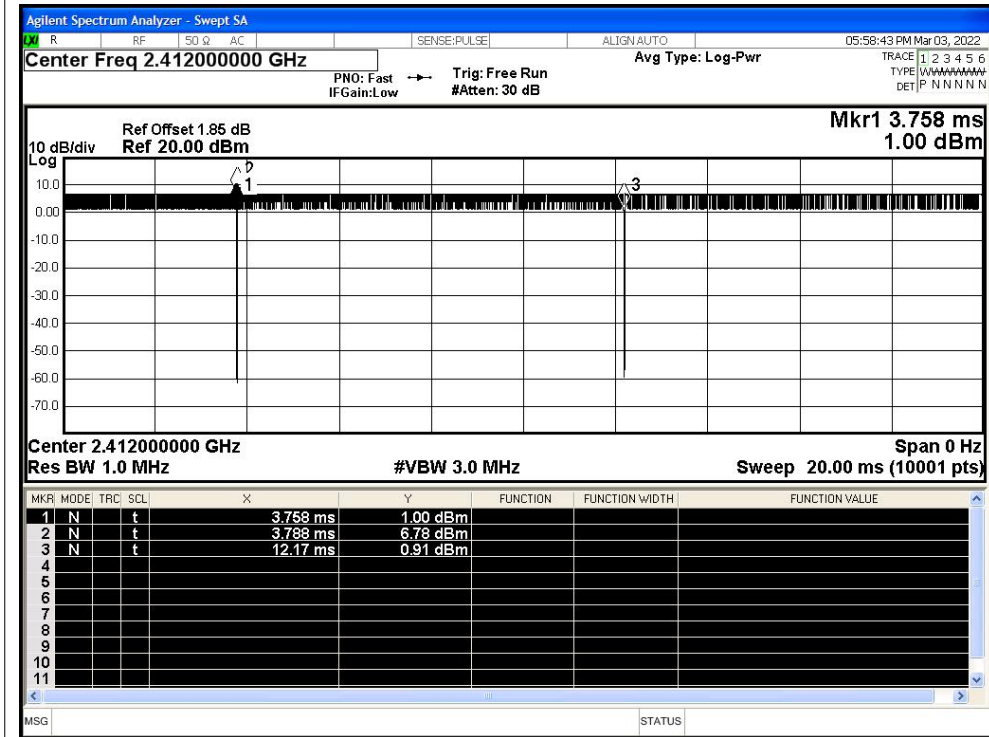 Agilent Spectrum Analyzer - Swept SA
LXI R RF 50 Ω AC SENSE:PULSE ALIGN AUTO 05:58:43 PM Mar 03, 2022
Center Freq 2.412000000 GHz
PNO: Fast Trig: Free Run Avg Type: Log-Pwr TRACE 1 2 3 4 5 6
IFGain:Low #Atten: 30 dB TYPE
DET P N N N N N
Mkr1 3.758 ms
1.00 dBm
Ref Offset 1.85 dB
10 dB/div Ref 20.00 dBm
Log
10.0
0.00
-10.0
-20.0
-30.0
-40.0
-50.0
-60.0
-70.0
1
3
Center 2.412000000 GHz Span 0 Hz
Res BW 1.0 MHz #VBW 3.0 MHz Sweep 20.00 ms (10001 pts)
MKR MODE TRC SCL X Y FUNCTION FUNCTION WIDTH FUNCTION VALUE
1 N t 3.758 ms 1.00 dBm
2 N t 3.788 ms 6.78 dBm
3 N t 12.17 ms 0.91 dBm
4
5
6
7
8
9
10
11
MSG STATUS